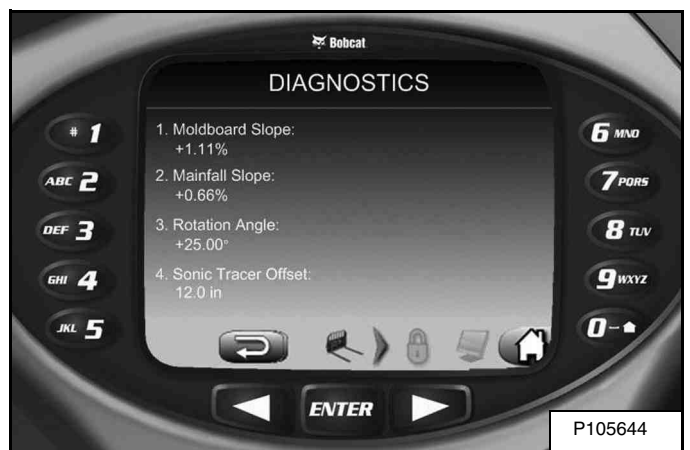 Bobcat
DIAGNOSTICS
1. Moldboard Slope:
+1.11%
2. Mainfall Slope:
+0.66%
3. Rotation Angle:
+25.00°
4. Sonic Tracer Offset:
12.0 in
# 1
ABC 2
DEF 3
GHI 4
JKL 5
6 MNO
7 PQRS
8 TUV
9 WXYZ
0-
ENTER
P105644